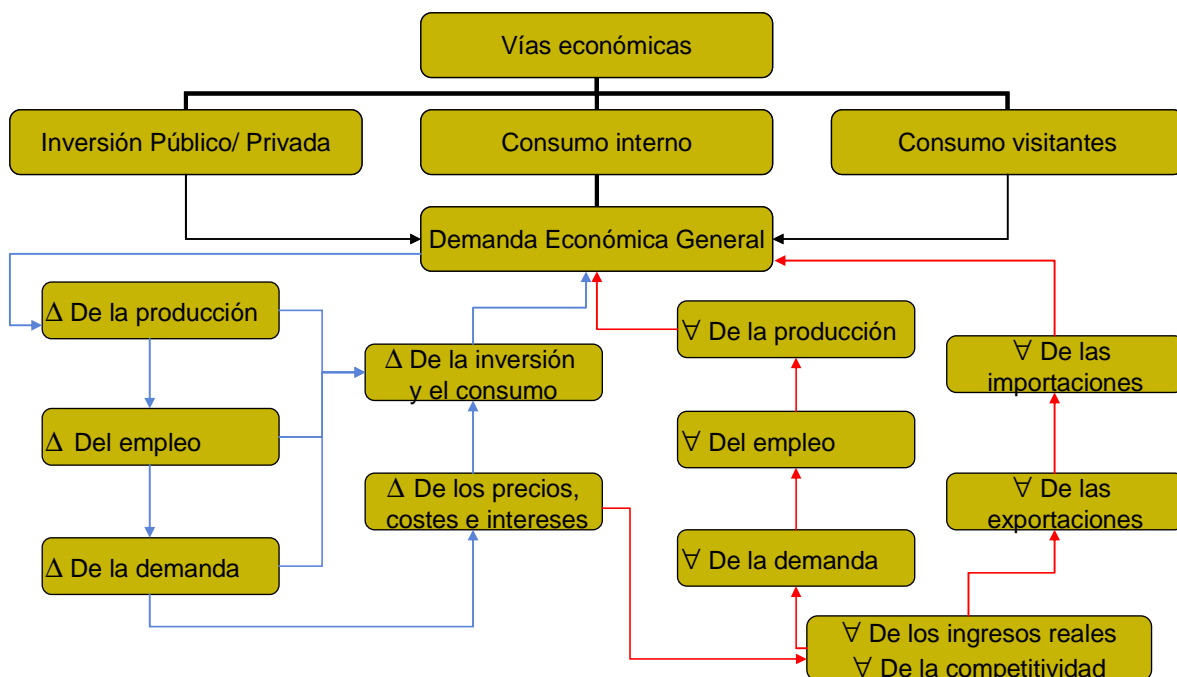 Vías económicas
Inversión Público/ Privada
Consumo interno
Consumo visitantes
Demanda Económica General
Δ De la producción
Δ Del empleo
Δ De la demanda
Δ De la inversión
y el consumo
Δ De los precios,
costes e intereses
∀ De la producción
∀ Del empleo
∀ De la demanda
∀ De las
importaciones
∀ De las
exportaciones
∀ De los ingresos reales
∀ De la competitividad